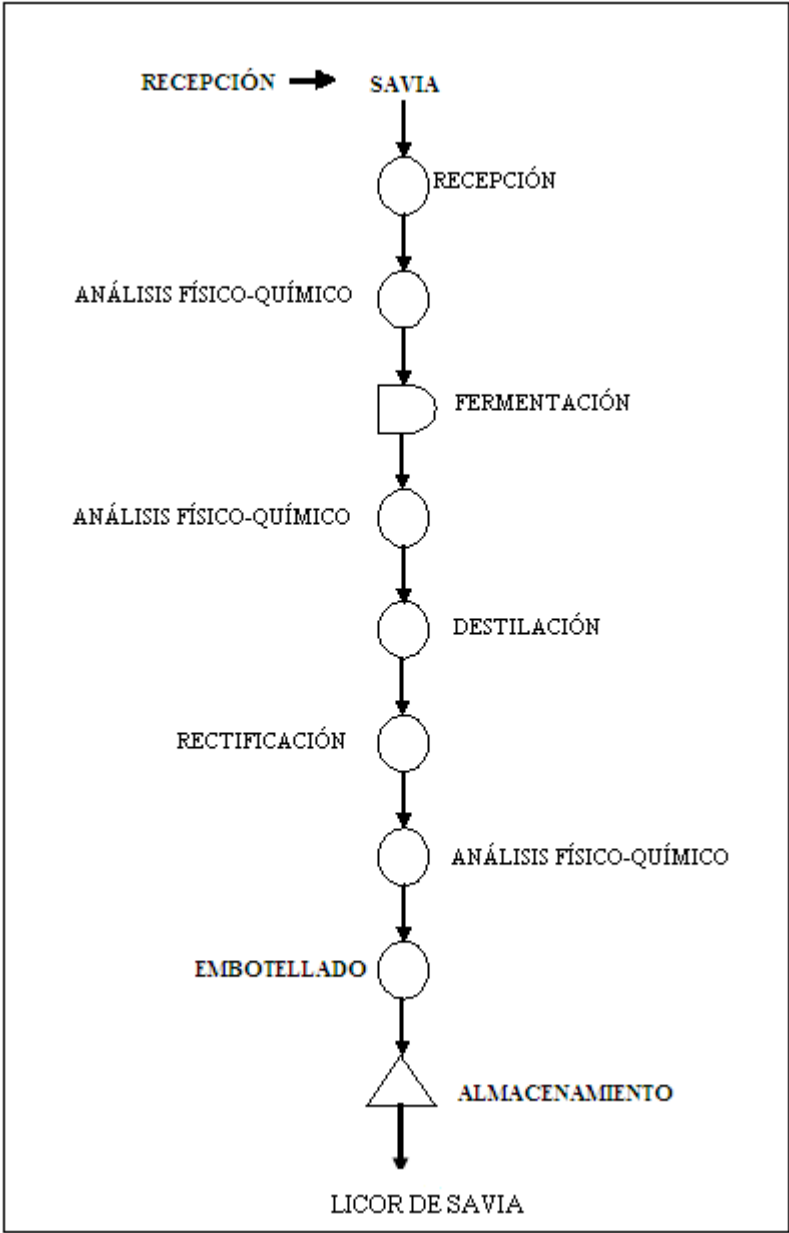 RECEPCIÓN SAVIA
RECEPCIÓN
ANÁLISIS FÍSICO-QUÍMICO
FERMENTACIÓN
ANÁLISIS FÍSICO-QUÍMICO
DESTILACIÓN
RECTIFICACIÓN
ANÁLISIS FÍSICO-QUÍMICO
EMBOTELLADO
ALMACENAMIENTO
LICOR DE SAVIA